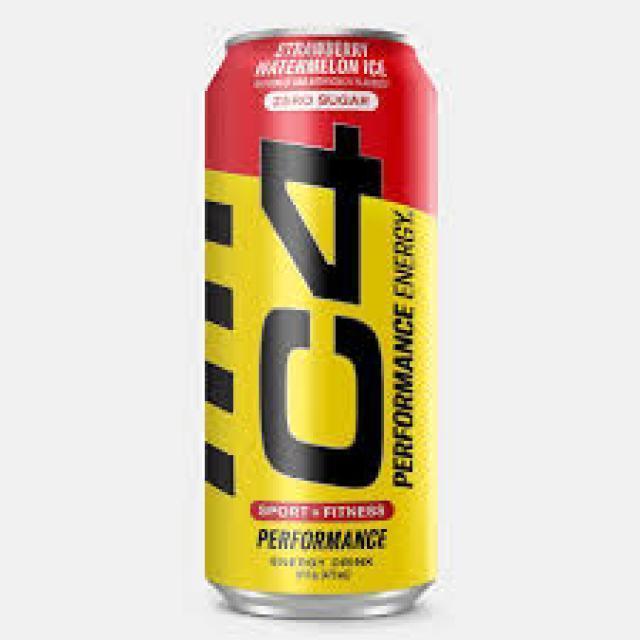 STRAWBERRY
WATERMELON ICE
ZERO SUGAR
C4
PERFORMANCE ENERGY.
SPORT + FITNESS
PERFORMANCE
ENERGY DRINK